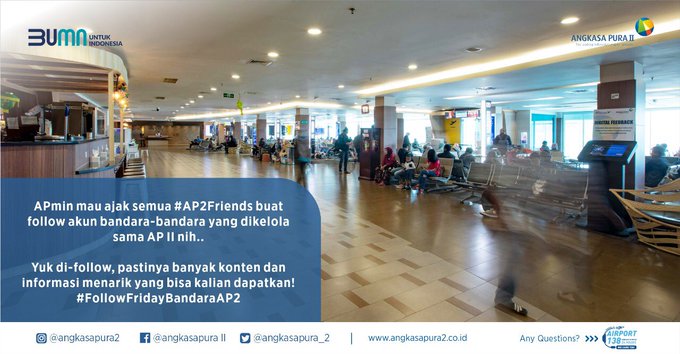 BUMN UNTUK INDONESIA
ANGKASA PURA II
DIGITAL FEEDBACK
APmin mau ajak semua #AP2Friends buat
follow akun bandara-bandara yang dikelola
sama AP II nih..
Yuk di-follow, pastinya banyak konten dan
informasi menarik yang bisa kalian dapatkan!
#FollowFridayBandaraAP2
@angkasapura2
@angkasapura II
@angkasapura_2
www.angkasapura2.co.id
Any Questions?
AIRPORT
138